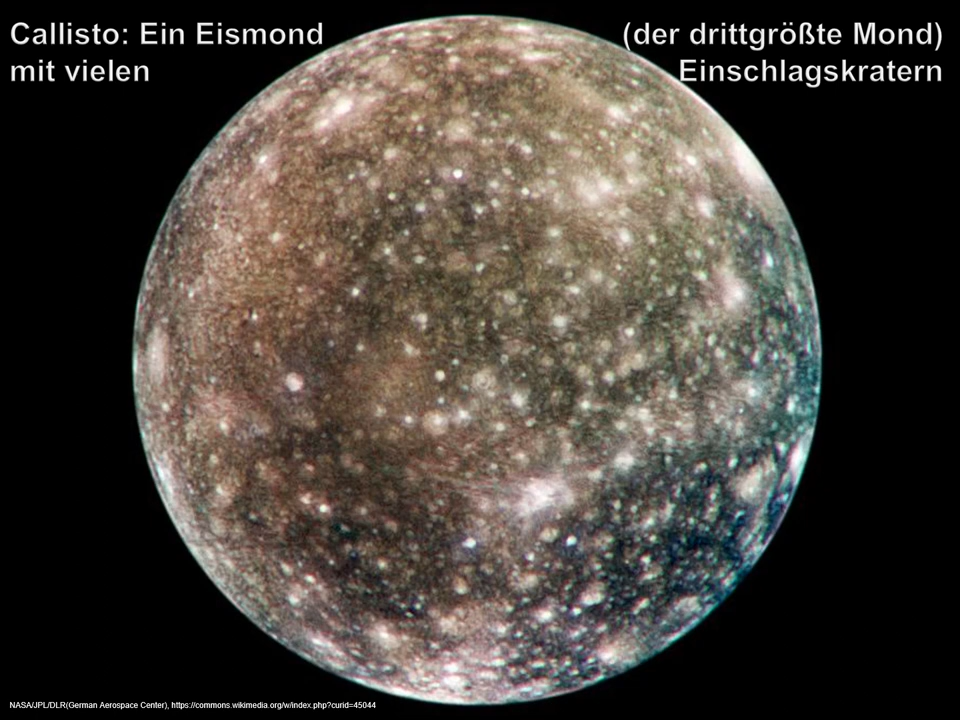 Callisto: Ein Eismond
mit vielen
(der drittgrößte Mond)
Einschlagskratern
NASA/JPL/DLR(German Aerospace Center), https://commons.wikimedia.org/w/index.php?curid=45044